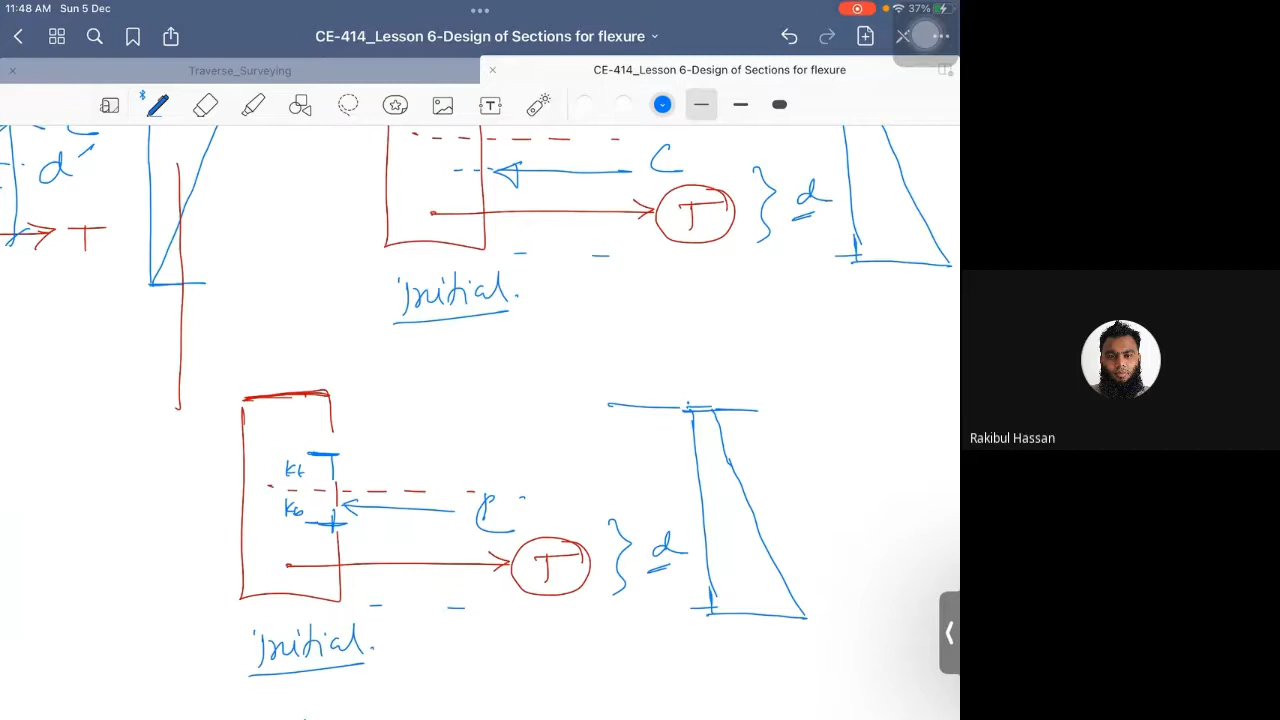 11:48 AM Sun 5 Dec
37%
CE-414_Lesson 6-Design of Sections for flexure
Traverse_Surveying
CE-414_Lesson 6-Design of Sections for flexure
C
d'
T
C
T
d
initial.
kt
kb
C
T
d
initial.
Rakibul Hassan